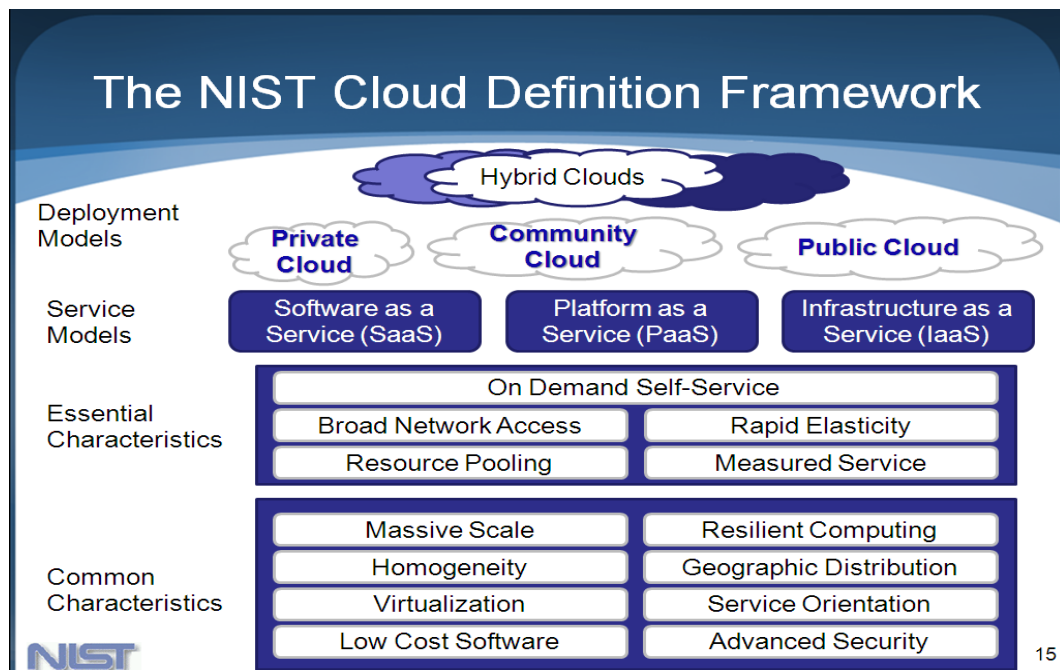 The NIST Cloud Definition Framework
Hybrid Clouds
Deployment
Models
Private
Cloud
Community
Cloud
Public Cloud
Service
Models
Software as a
Service (SaaS)
Platform as a
Service (PaaS)
Infrastructure as a
Service (IaaS)
Essential
Characteristics
On Demand Self-Service
Broad Network Access
Rapid Elasticity
Resource Pooling
Measured Service
Common
Characteristics
Massive Scale
Resilient Computing
Homogeneity
Geographic Distribution
Virtualization
Service Orientation
Low Cost Software
Advanced Security
NIST
15